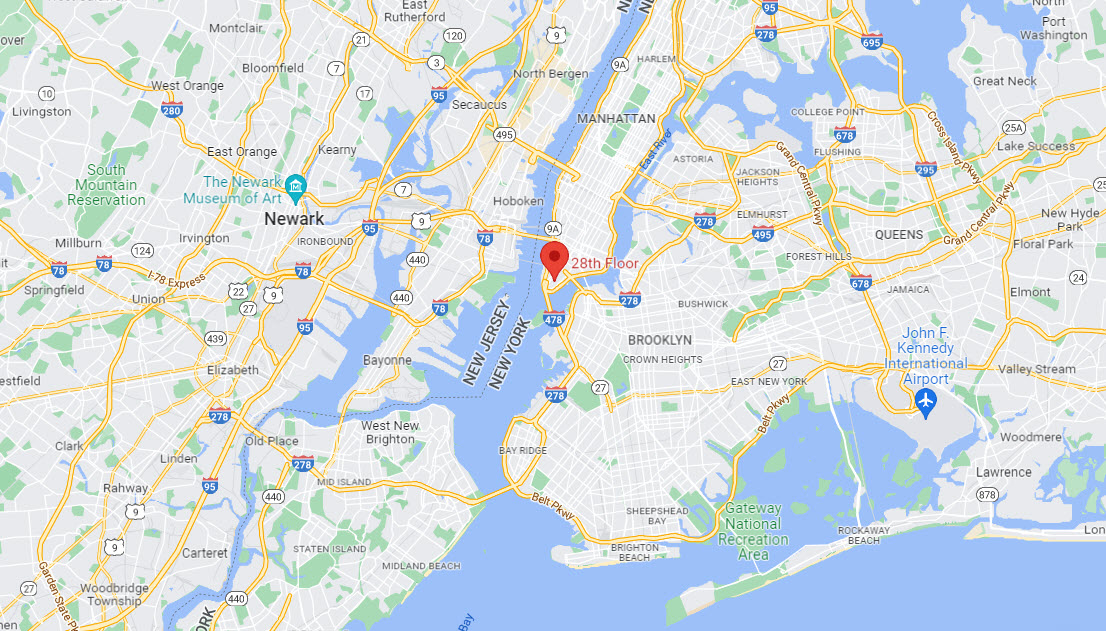 East
Rutherford
North
Port
Washington
Montclair
95
9
278
695
120
21
Bloomfield
7
3
9A
HARLEM
North Bergen
Great Neck
West Orange
10
Livingston
280
17
95
Secaucus
MANHATTAN
COLLEGE POINT
678
25A
495
East River
Cross Island Pkwy
Lake Success
East Orange
Kearny
FLUSHING
Grand Central Pkwy
ASTORIA
295
South
Mountain
Reservation
The Newark
Museum of Art
7
JACKSON
HEIGHTS
Newark
Hoboken
9
278
ELMHURST
New Hyde
Park
95
9A
78
495
QUEENS
Grand Central Pkwy
Floral Park
Millburn
124
Irvington
IRONBOUND
440
FOREST HILLS
78
78
78
28th Floor
I-78 Express
24
Springfield
Union
22
9
27
440
78
278
678
JAMAICA
Elmont
BUSHWICK
NEW JERSEY
NEW YORK
478
95
439
BROOKLYN
John F.
Kennedy
International
Airport
Bayonne
CROWN HEIGHTS
27
Elizabeth
EAST NEW YORK
Valley Stream
27
278
278
Belt Pkwy
West New
Brighton
Old Place
Woodmere
Clark
Linden
278
BAY RIDGE
Lawrence
MID ISLAND
Rahway
95
440
878
9
Belt Pkwy
SHEEPSHEAD
BAY
Gateway
National
Recreation
Area
ROCKAWAY
BEACH
9
STATEN ISLAND
BRIGHTON
BEACH
Carteret
MIDLAND BEACH
27
Woodbridge
Township
440
Bay